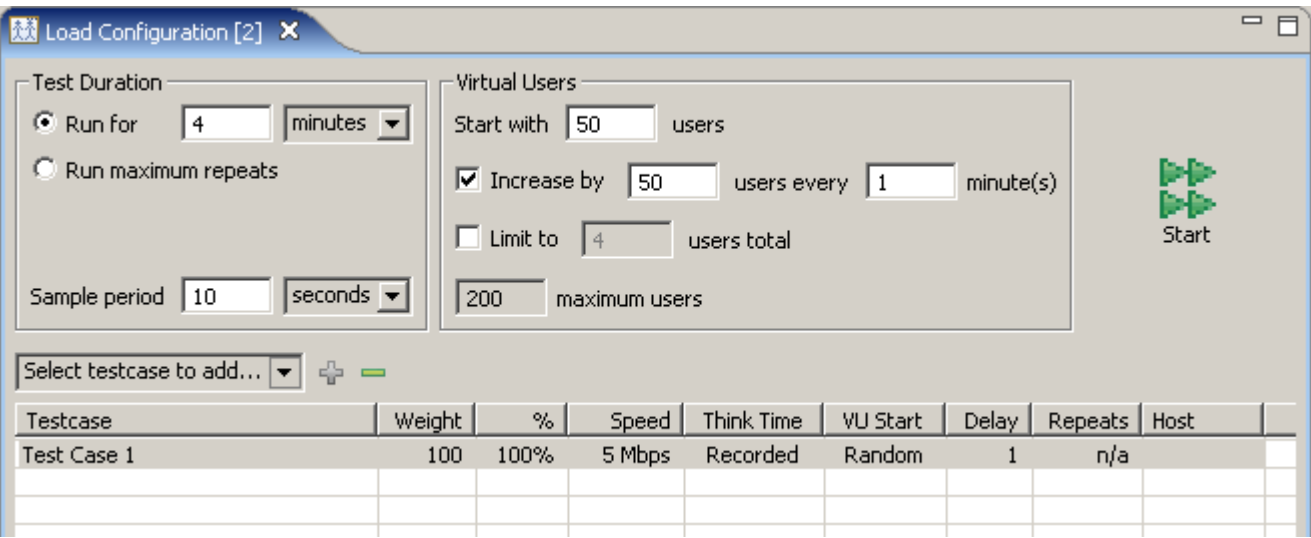 Load Configuration [2]
Test Duration
Run for 4 minutes
Run maximum repeats
Sample period 10 seconds
Virtual Users
Start with 50 users
Increase by 50 users every 1 minute(s)
Limit to 4 users total
200 maximum users
Start
Select testcase to add...
Testcase Weight % Speed Think Time VU Start Delay Repeats Host
Test Case 1 100 100% 5 Mbps Recorded Random 1 n/a